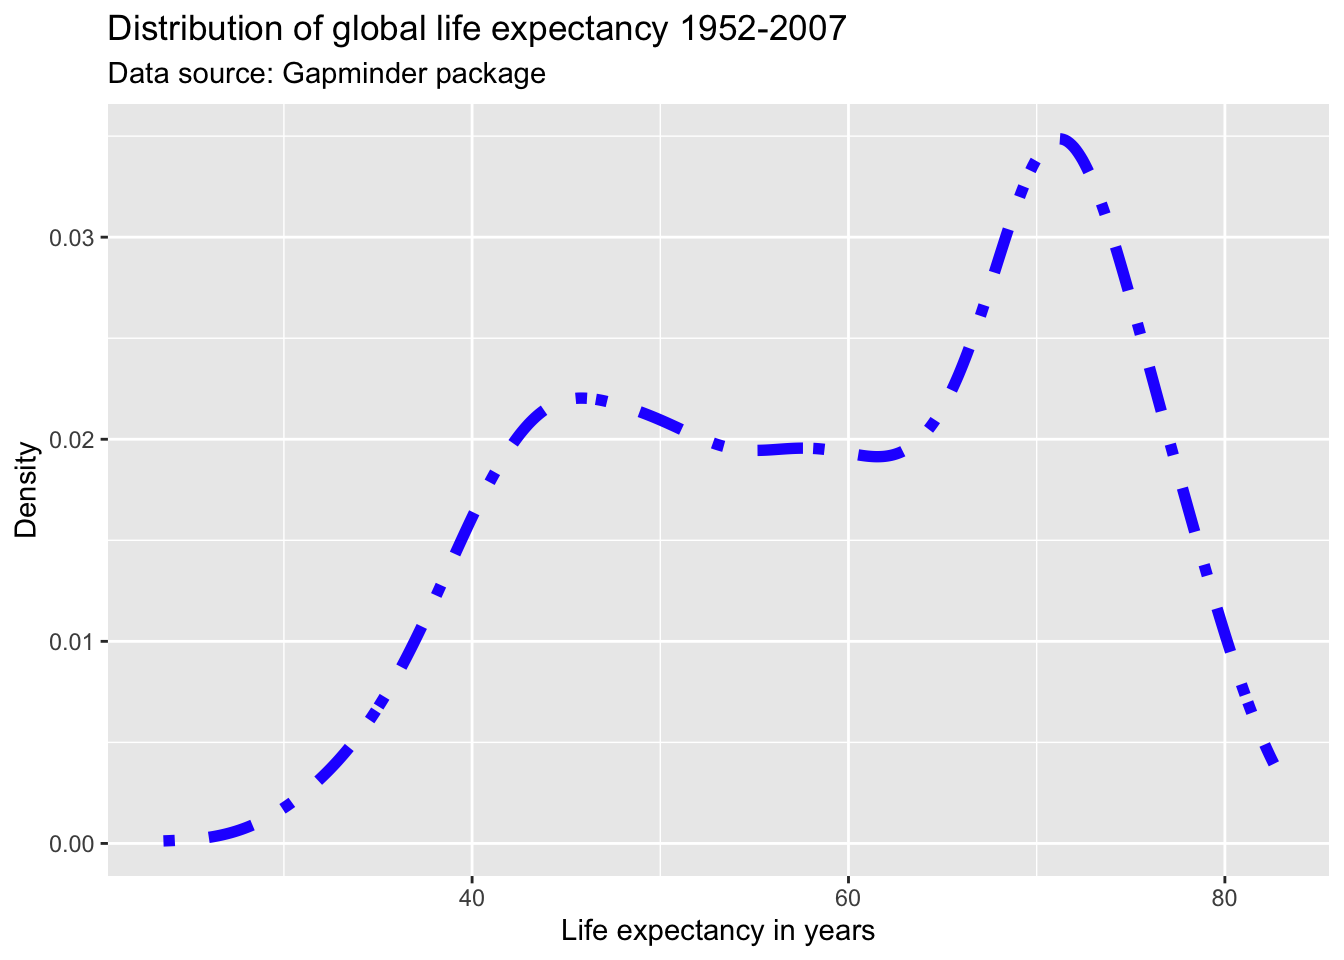 Distribution of global life expectancy 1952-2007
Data source: Gapminder package
Density
0.03
0.02
0.01
0.00
40 60 80
Life expectancy in years